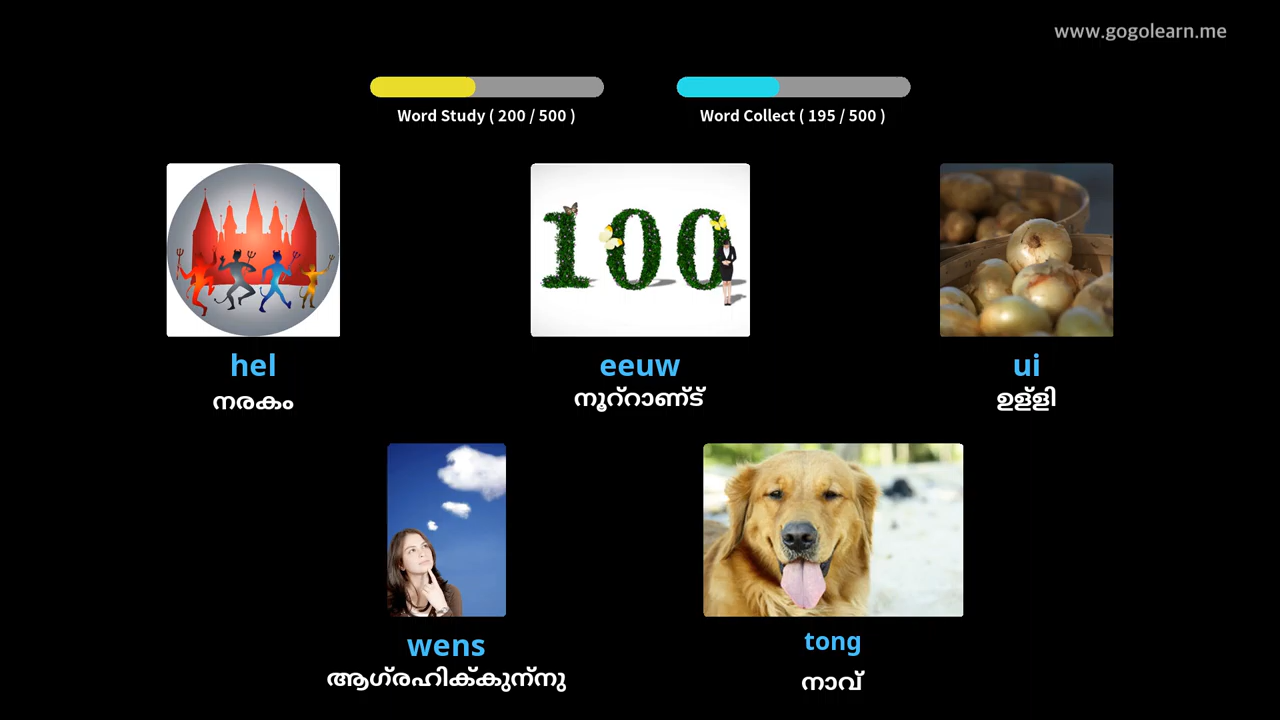 www.gogolearn.me
Word Study ( 200 / 500 )
Word Collect ( 195 / 500 )
100
hel
eeuw
ui
നരകം
നൂറ്റാണ്ട്
ഉള്ളി
wens
tong
ആഗ്രഹിക്കുന്നു
നാവ്